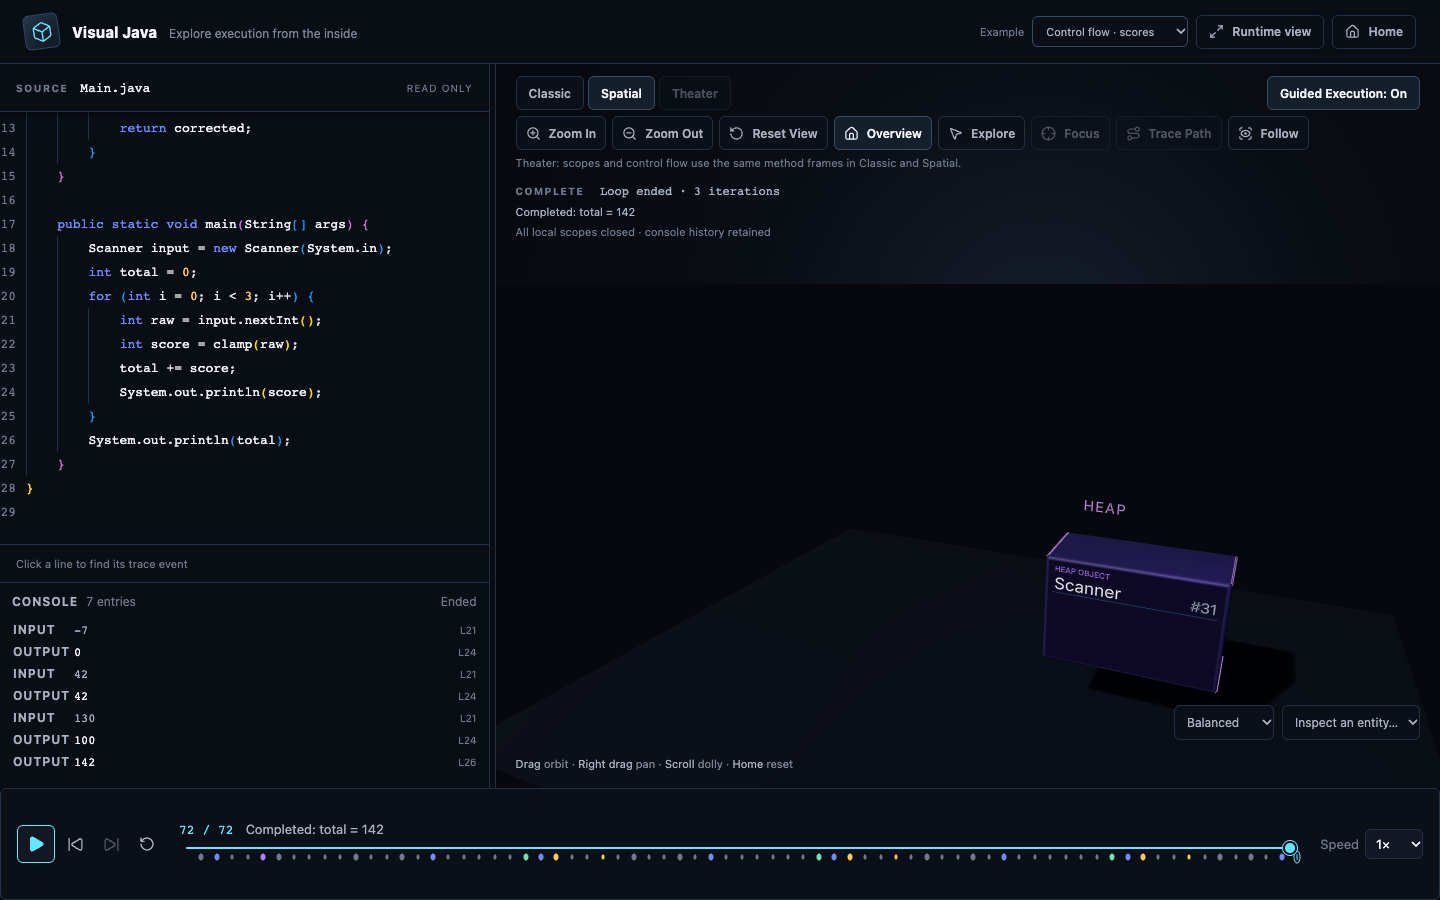 Visual Java Explore execution from the inside
Example Control flow · scores Runtime view Home
SOURCE Main.java READ ONLY
13 return corrected;
14 }
15 }
16
17 public static void main(String[] args) {
18 Scanner input = new Scanner(System.in);
19 int total = 0;
20 for (int i = 0; i < 3; i++) {
21 int raw = input.nextInt();
22 int score = clamp(raw);
23 total += score;
24 System.out.println(score);
25 }
26 System.out.println(total);
27 }
28 }
29
Click a line to find its trace event
CONSOLE 7 entries Ended
INPUT −7 L21
OUTPUT 0 L24
INPUT 42 L21
OUTPUT 42 L24
INPUT 130 L21
OUTPUT 100 L24
OUTPUT 142 L26
Classic Spatial Theater Guided Execution: On
Zoom In Zoom Out Reset View Overview Explore Focus Trace Path Follow
Theater: scopes and control flow use the same method frames in Classic and Spatial.
COMPLETE Loop ended · 3 iterations
Completed: total = 142
All local scopes closed · console history retained
HEAP
HEAP OBJECT
Scanner
#31
Balanced Inspect an entity...
Drag orbit · Right drag pan · Scroll dolly · Home reset
72 / 72 Completed: total = 142
Speed 1×